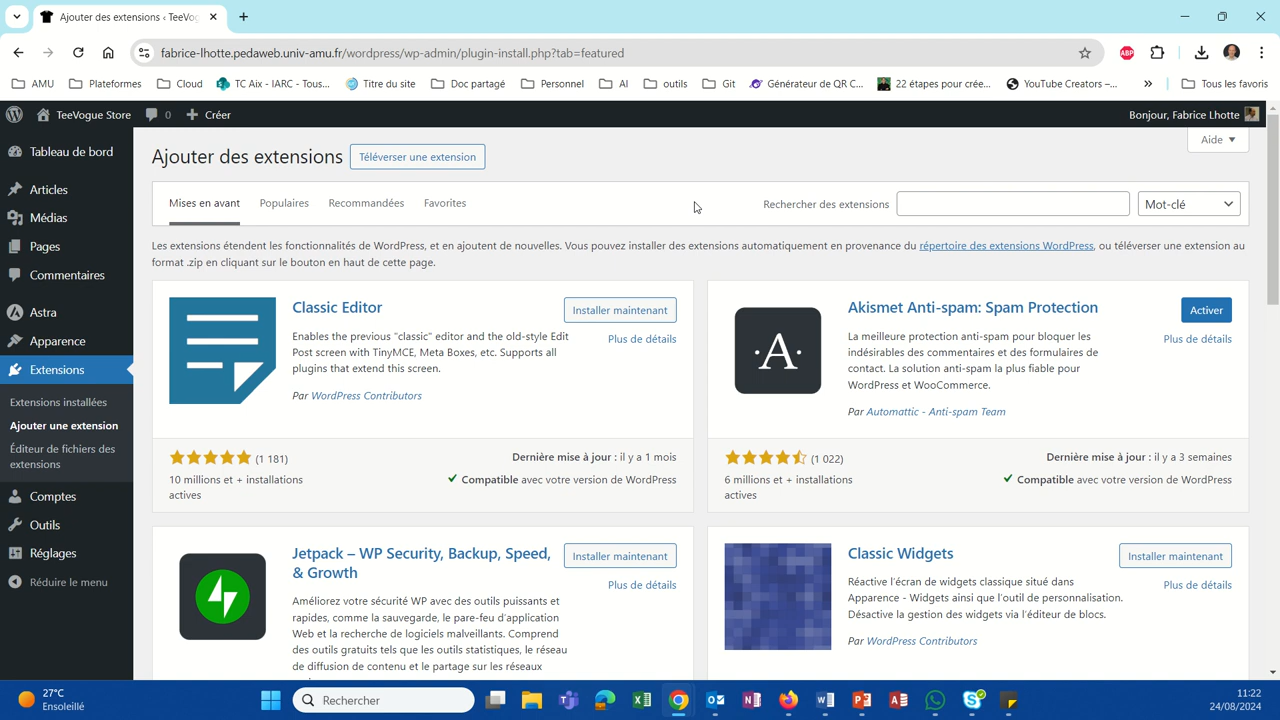 Ajouter des extensions ‹ TeeVog
fabrice-lhotte.pedaweb.univ-amu.fr/wordpress/wp-admin/plugin-install.php?tab=featured
ABP
AMU Plateformes Cloud TC Aix - IARC - Tous... Titre du site Doc partagé Personnel AI outils Git Générateur de QR C... 22 étapes pour crée... YouTube Creators –... » Tous les favoris
TeeVogue Store 0 Créer Bonjour, Fabrice Lhotte
Aide
Tableau de bord
Articles
Médias
Pages
Commentaires
Astra
Apparence
Extensions
Extensions installées
Ajouter une extension
Éditeur de fichiers des
extensions
Comptes
Outils
Réglages
Réduire le menu
Ajouter des extensions Téléverser une extension
Mises en avant Populaires Recommandées Favorites Rechercher des extensions Mot-clé
Les extensions étendent les fonctionnalités de WordPress, et en ajoutent de nouvelles. Vous pouvez installer des extensions automatiquement en provenance du répertoire des extensions WordPress, ou téléverser une extension au
format .zip en cliquant sur le bouton en haut de cette page.
Classic Editor
Installer maintenant
Plus de détails
Enables the previous "classic" editor and the old-style Edit
Post screen with TinyMCE, Meta Boxes, etc. Supports all
plugins that extend this screen.
Par WordPress Contributors
(1 181)
10 millions et + installations
actives
Dernière mise à jour : il y a 1 mois
Compatible avec votre version de WordPress
·A·
Akismet Anti-spam: Spam Protection
Activer
Plus de détails
La meilleure protection anti-spam pour bloquer les
indésirables des commentaires et des formulaires de
contact. La solution anti-spam la plus fiable pour
WordPress et WooCommerce.
Par Automattic - Anti-spam Team
(1 022)
6 millions et + installations
actives
Dernière mise à jour : il y a 3 semaines
Compatible avec votre version de WordPress
Jetpack – WP Security, Backup, Speed,
& Growth
Installer maintenant
Plus de détails
Améliorez votre sécurité WP avec des outils puissants et
rapides, comme la sauvegarde, le pare-feu d'application
Web et la recherche de logiciels malveillants. Comprend
des outils gratuits tels que les outils statistiques, le réseau
de diffusion de contenu et le partage sur les réseaux
Classic Widgets
Installer maintenant
Plus de détails
Réactive l'écran de widgets classique situé dans
Apparence - Widgets ainsi que l'outil de personnalisation.
Désactive la gestion des widgets via l'éditeur de blocs.
Par WordPress Contributors
27°C
Ensoleillé
Rechercher
11:22
24/08/2024